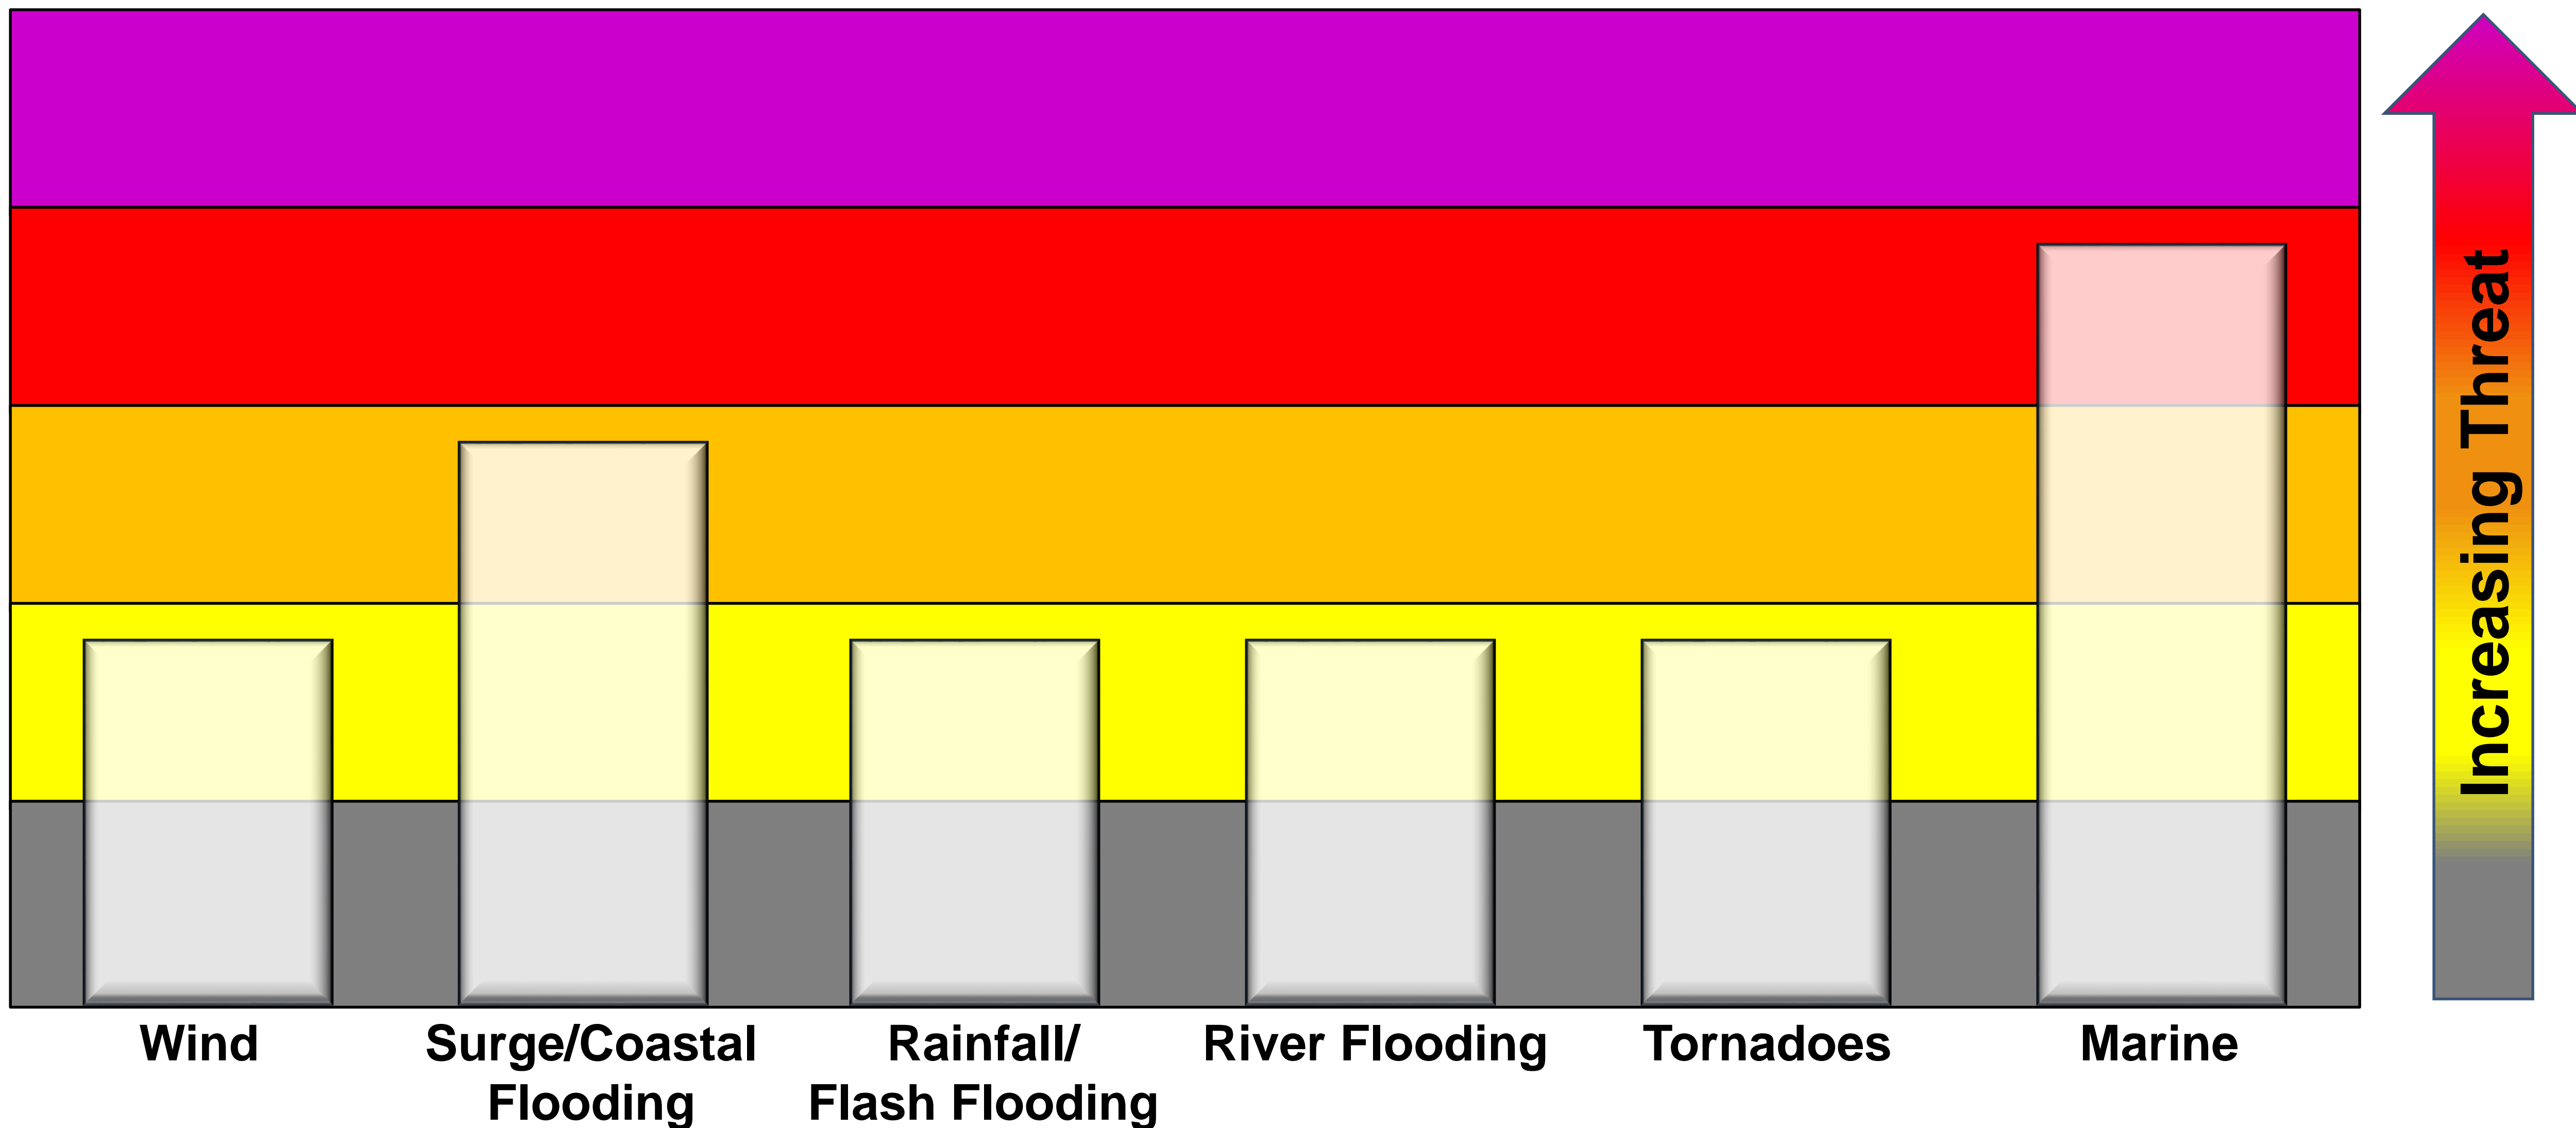 Increasing Threat
Wind
Surge/Coastal
Flooding
Rainfall/
Flash Flooding
River Flooding
Tornadoes
Marine